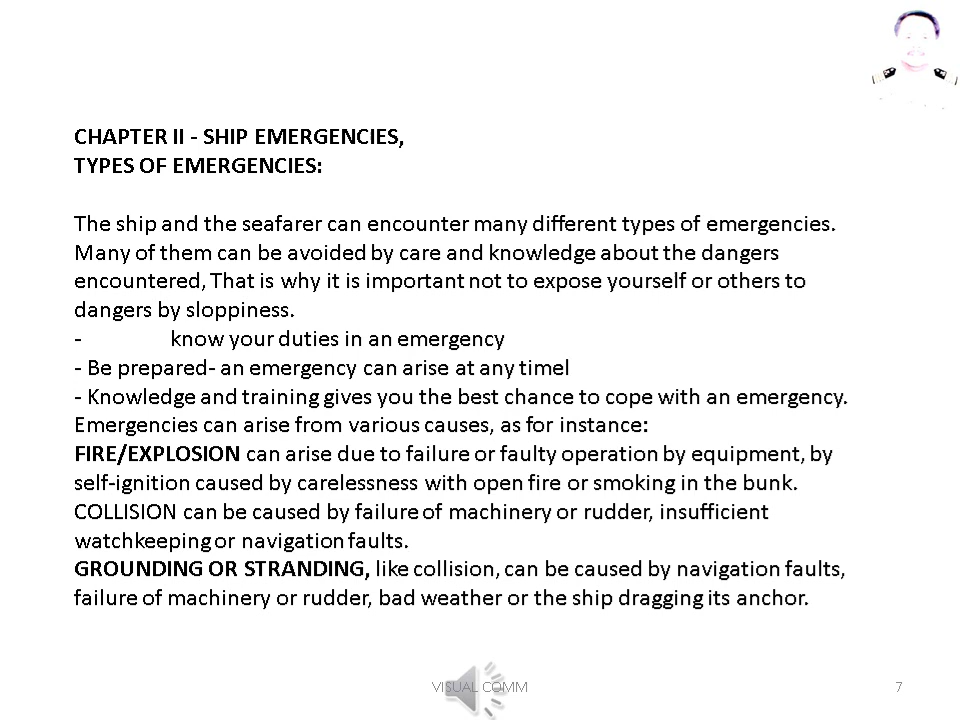 CHAPTER II - SHIP EMERGENCIES,
TYPES OF EMERGENCIES:
The ship and the seafarer can encounter many different types of emergencies.
Many of them can be avoided by care and knowledge about the dangers
encountered, That is why it is important not to expose yourself or others to
dangers by sloppiness.
- know your duties in an emergency
- Be prepared- an emergency can arise at any timel
- Knowledge and training gives you the best chance to cope with an emergency.
Emergencies can arise from various causes, as for instance:
FIRE/EXPLOSION can arise due to failure or faulty operation by equipment, by
self-ignition caused by carelessness with open fire or smoking in the bunk.
COLLISION can be caused by failure of machinery or rudder, insufficient
watchkeeping or navigation faults.
GROUNDING OR STRANDING, like collision, can be caused by navigation faults,
failure of machinery or rudder, bad weather or the ship dragging its anchor.
VISUAL COMM
7